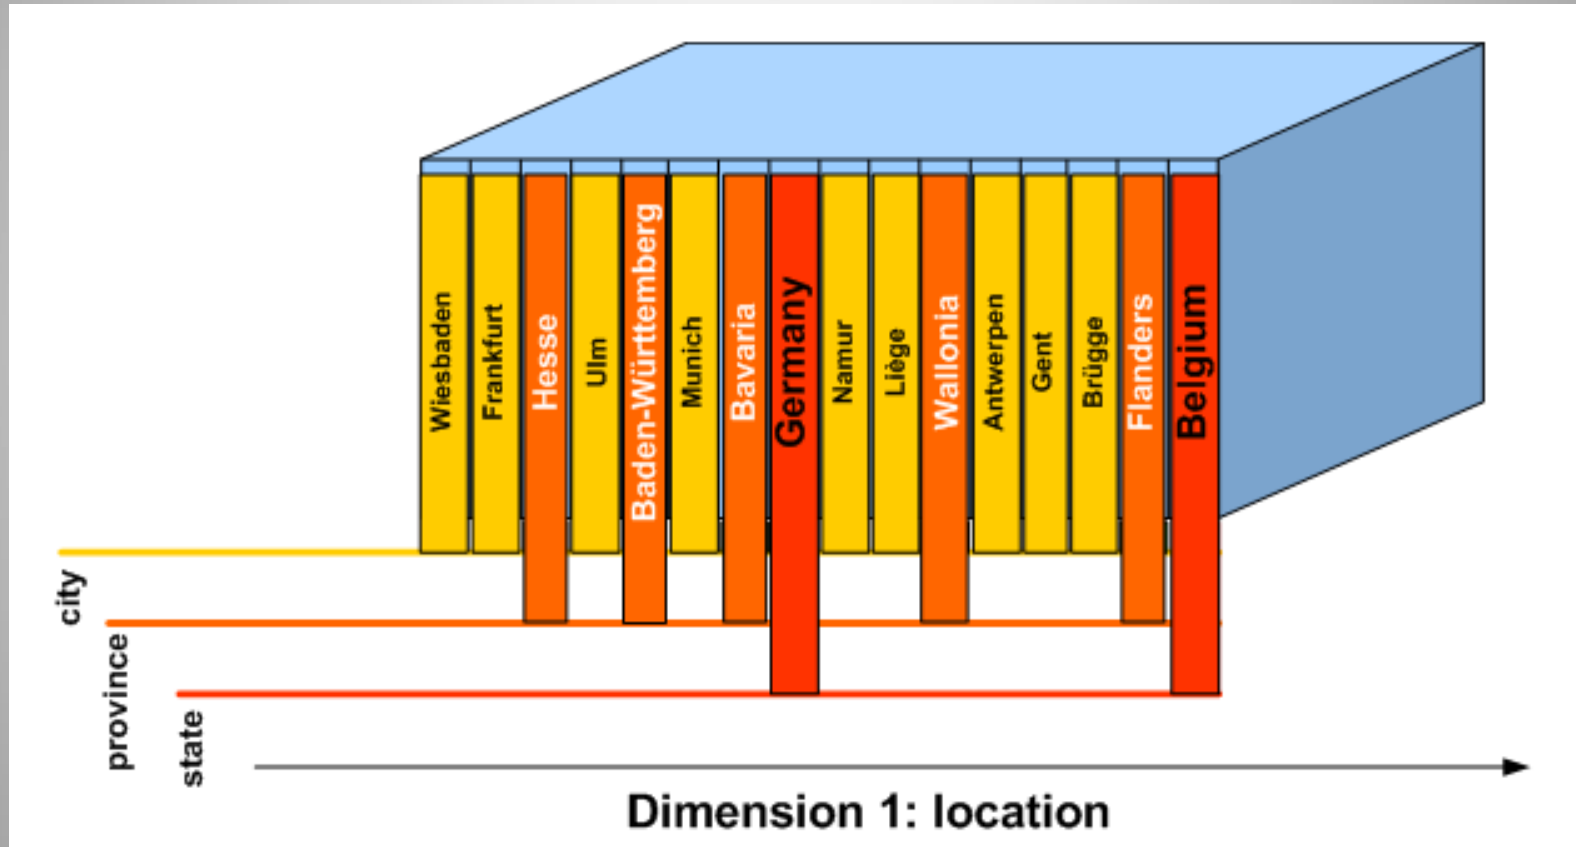 Wiesbaden
Frankfurt
Hesse
Ulm
Baden-Württemberg
Munich
Bavaria
Germany
Namur
Liège
Wallonia
Antwerpen
Gent
Brügge
Flanders
Belgium
city
province
state
Dimension 1: location